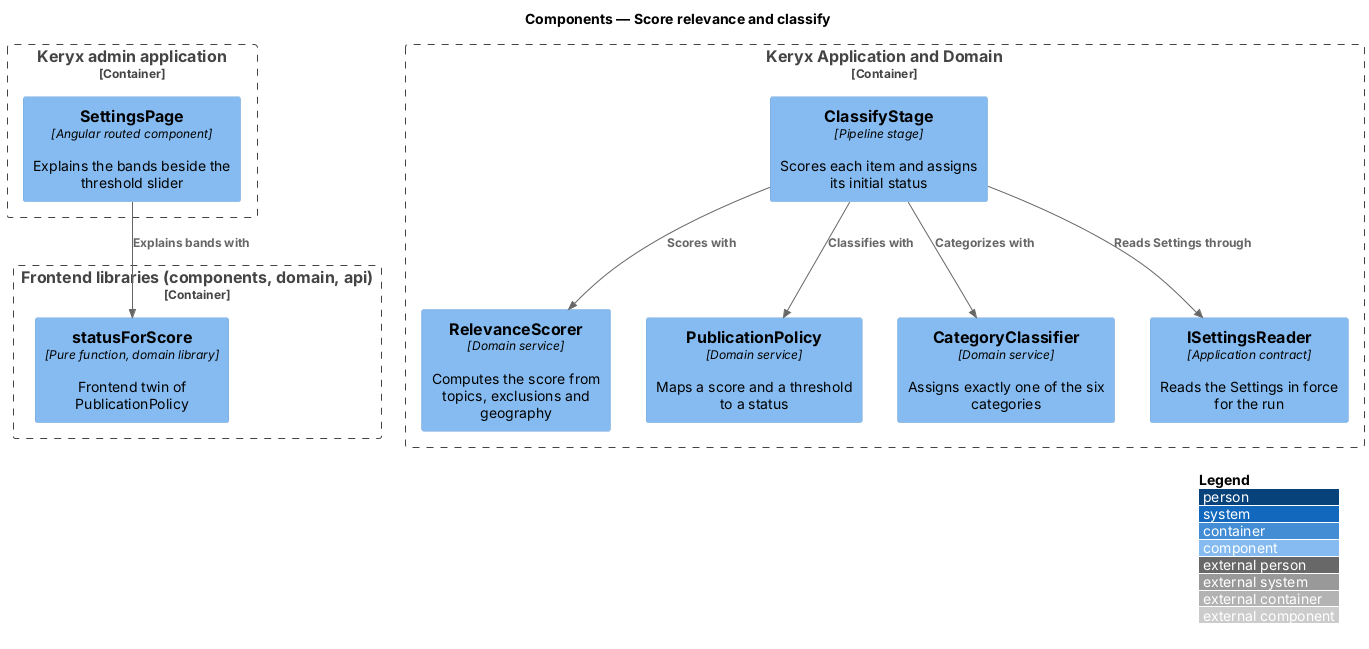 Components — Score relevance and classify
Keryx admin application
[Container]
SettingsPage
[Angular routed component]
Explains the bands beside the
threshold slider
Explains bands with
Frontend libraries (components, domain, api)
[Container]
statusForScore
[Pure function, domain library]
Frontend twin of
PublicationPolicy
Keryx Application and Domain
[Container]
ClassifyStage
[Pipeline stage]
Scores each item and assigns
its initial status
Scores with
Classifies with
Categorizes with
Reads Settings through
RelevanceScorer
[Domain service]
Computes the score from
topics, exclusions and
geography
PublicationPolicy
[Domain service]
Maps a score and a threshold
to a status
CategoryClassifier
[Domain service]
Assigns exactly one of the six
categories
ISettingsReader
[Application contract]
Reads the Settings in force
for the run
Legend
person
system
container
component
external person
external system
external container
external component